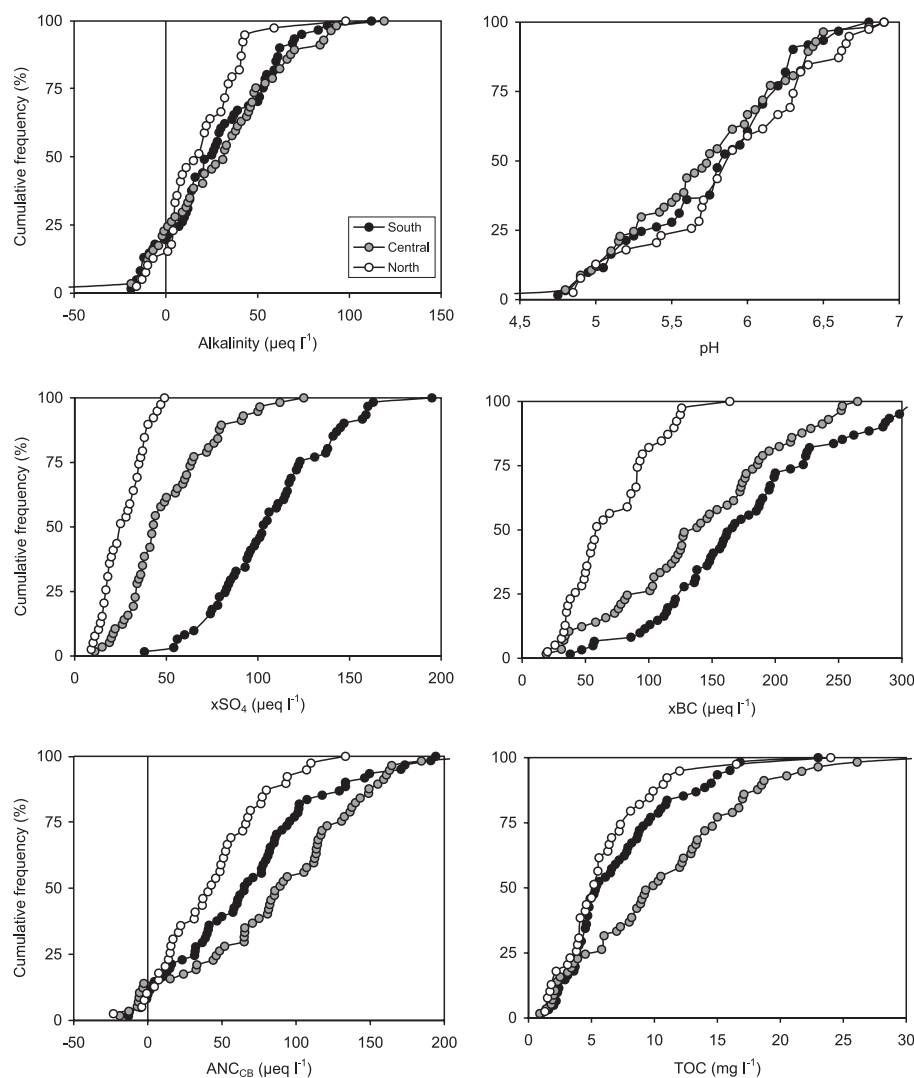 Cumulative frequency (%)
100
75
50
25
0
-50 0 50 100 150
Alkalinity (µeq l⁻¹)
South
Central
North
100
75
50
25
0
4,5 5 5,5 6 6,5 7
pH
Cumulative frequency (%)
100
75
50
25
0
0 50 100 150 200
xSO₄ (µeq l⁻¹)
100
75
50
25
0
0 50 100 150 200 250 300
xBC (µeq l⁻¹)
Cumulative frequency (%)
100
75
50
25
0
-50 0 50 100 150 200
ANC_CB (µeq l⁻¹)
100
75
50
25
0
0 5 10 15 20 25 30
TOC (mg l⁻¹)